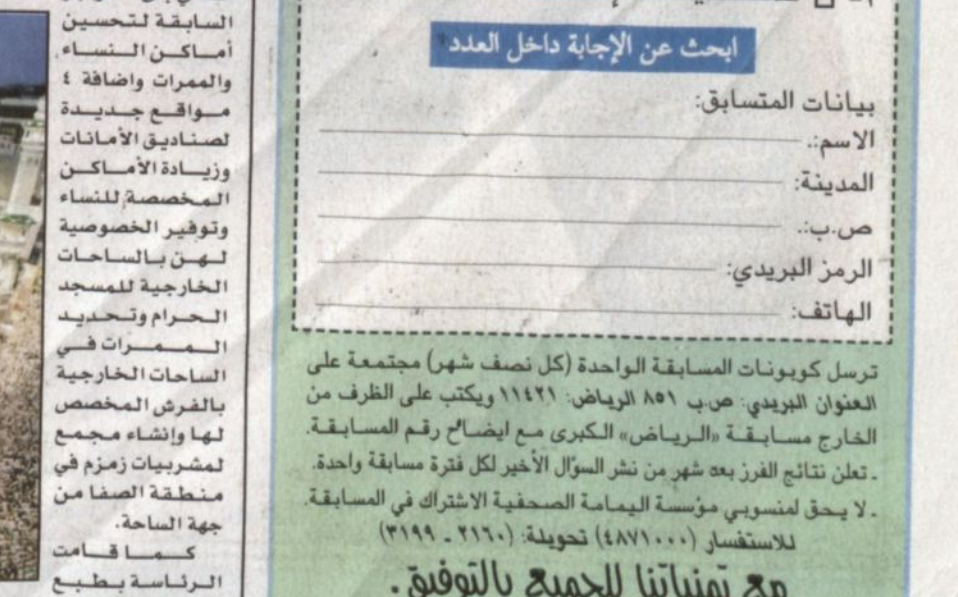 ابحث عن الإجابة داخل العدد
بيانات المتسابق:
الاسم:.
المدينة:
ص.ب:.
الرمز البريدي:
الهاتف:
ترسل كوبونات المسابقة الواحدة (كل نصف شهر) مجتمعة على
العنوان البريدي: ص.ب ٨٥١ الرياض: ١١٤٢١ ويكتب على الظرف من
الخارج مسابقة «الرياض» الكبرى مع ايضاح رقم المسابقة.
ـ تعلن نتائج الفرز بعد شهر من نشر السؤال الأخير لكل فترة مسابقة واحدة.
ـ لا يحق لمنسوبي مؤسسة اليمامة الصحفية الاشتراك في المسابقة.
للاستفسار (٤٨٧١٠٠٠) تحويلة: (٢١٦٠ ـ ٣١٩٩)
مع تمنياتنا للجميع بالتوفيق.
السابقة لتحسين
أماكن النساء
والممرات واضافة ٤
مواقع جديدة
لصناديق الأمانات
وزيادة الأماكن
المخصصة للنساء
وتوفير الخصوصية
لهن بالساحات
الخارجية للمسجد
الحرام وتحديد
الممرات في
الساحات الخارجية
بالفرش المخصص
لها وإنشاء مجمع
لمشربيات زمزم في
منطقة الصفا من
جهة الساحة.
كما قامت
الرئاسة بطبع